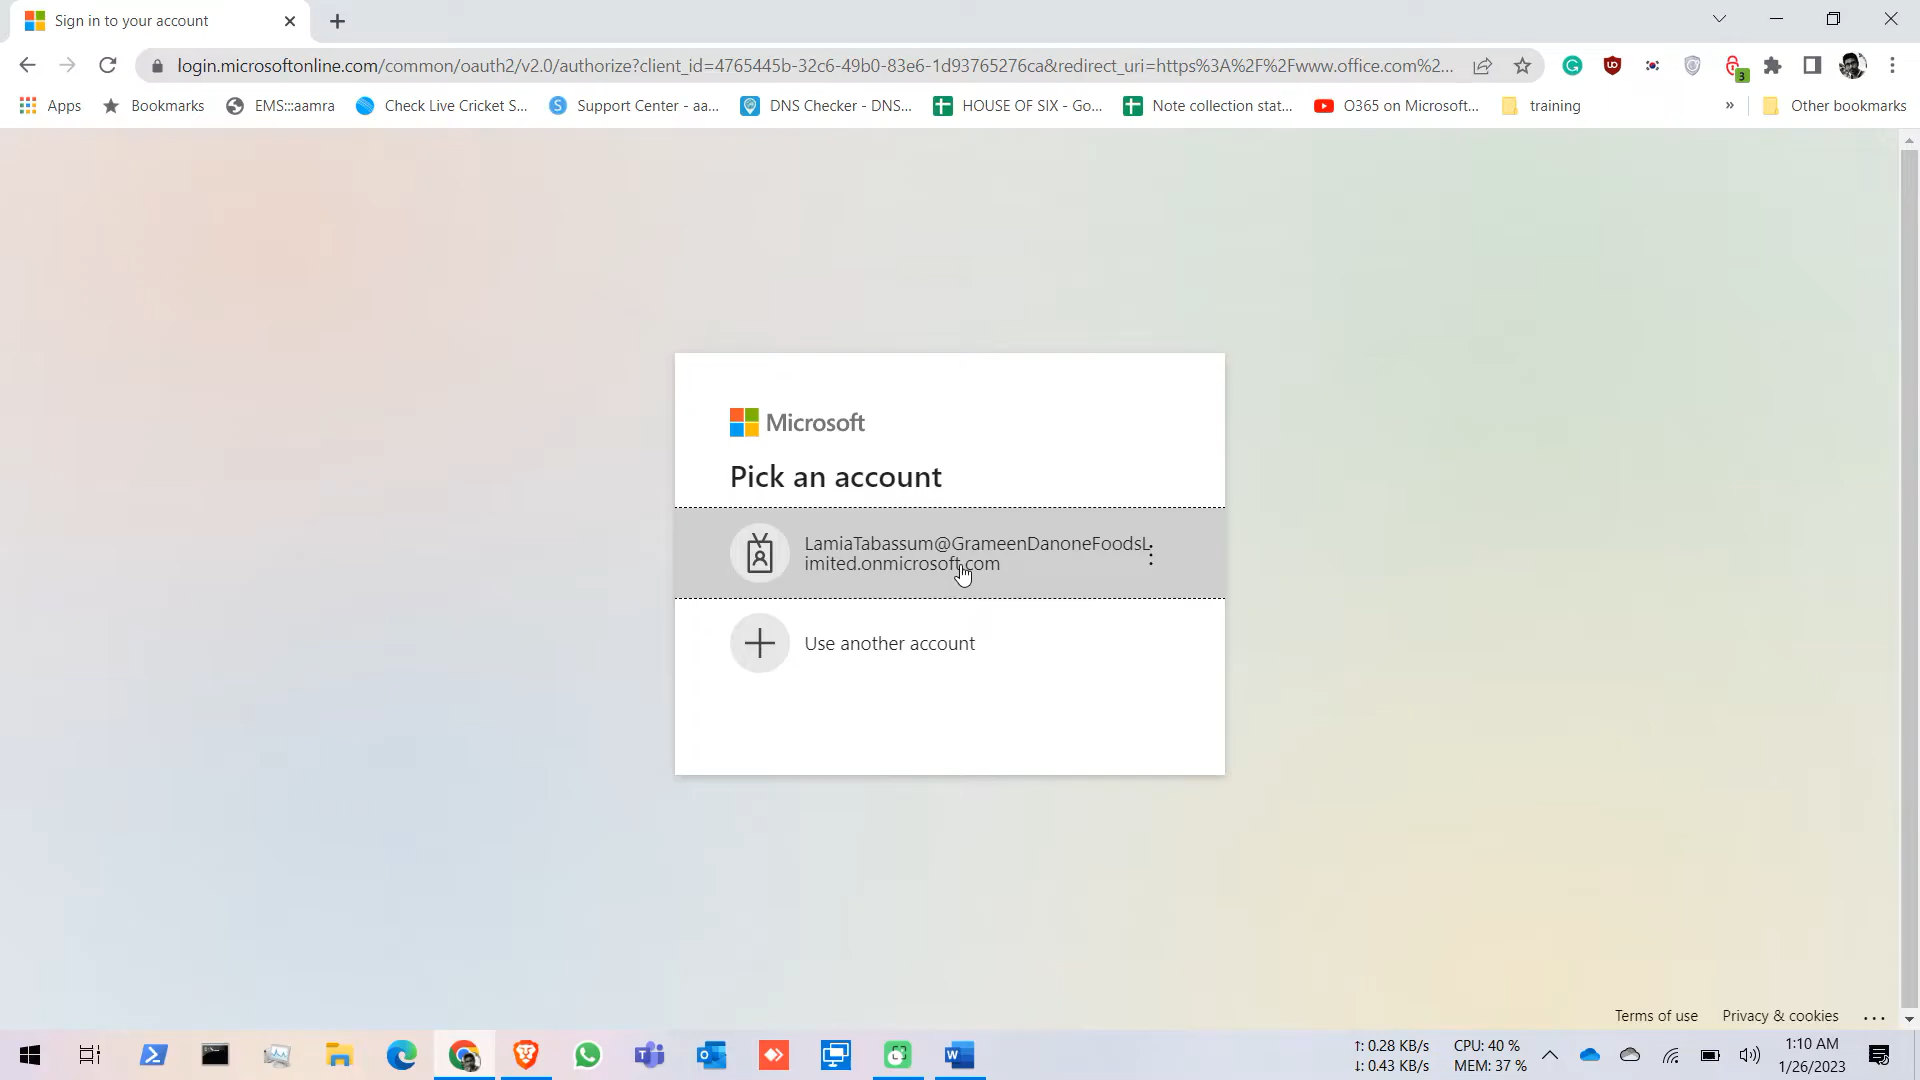 Sign in to your account
login.microsoftonline.com/common/oauth2/v2.0/authorize?client_id=4765445b-32c6-49b0-83e6-1d93765276ca&redirect_uri=https%3A%2F%2Fwww.office.com%2...
3
Apps Bookmarks EMS:::aamra Check Live Cricket S... Support Center - aa... DNS Checker - DNS... HOUSE OF SIX - Go... Note collection stat... O365 on Microsoft... training » Other bookmarks
Microsoft
Pick an account
LamiaTabassum@GrameenDanoneFoodsL
imited.onmicrosoft.com
Use another account
Terms of use Privacy & cookies ...
↑: 0.28 KB/s CPU: 40 % 1:10 AM
↓: 0.43 KB/s MEM: 37 % 1/26/2023